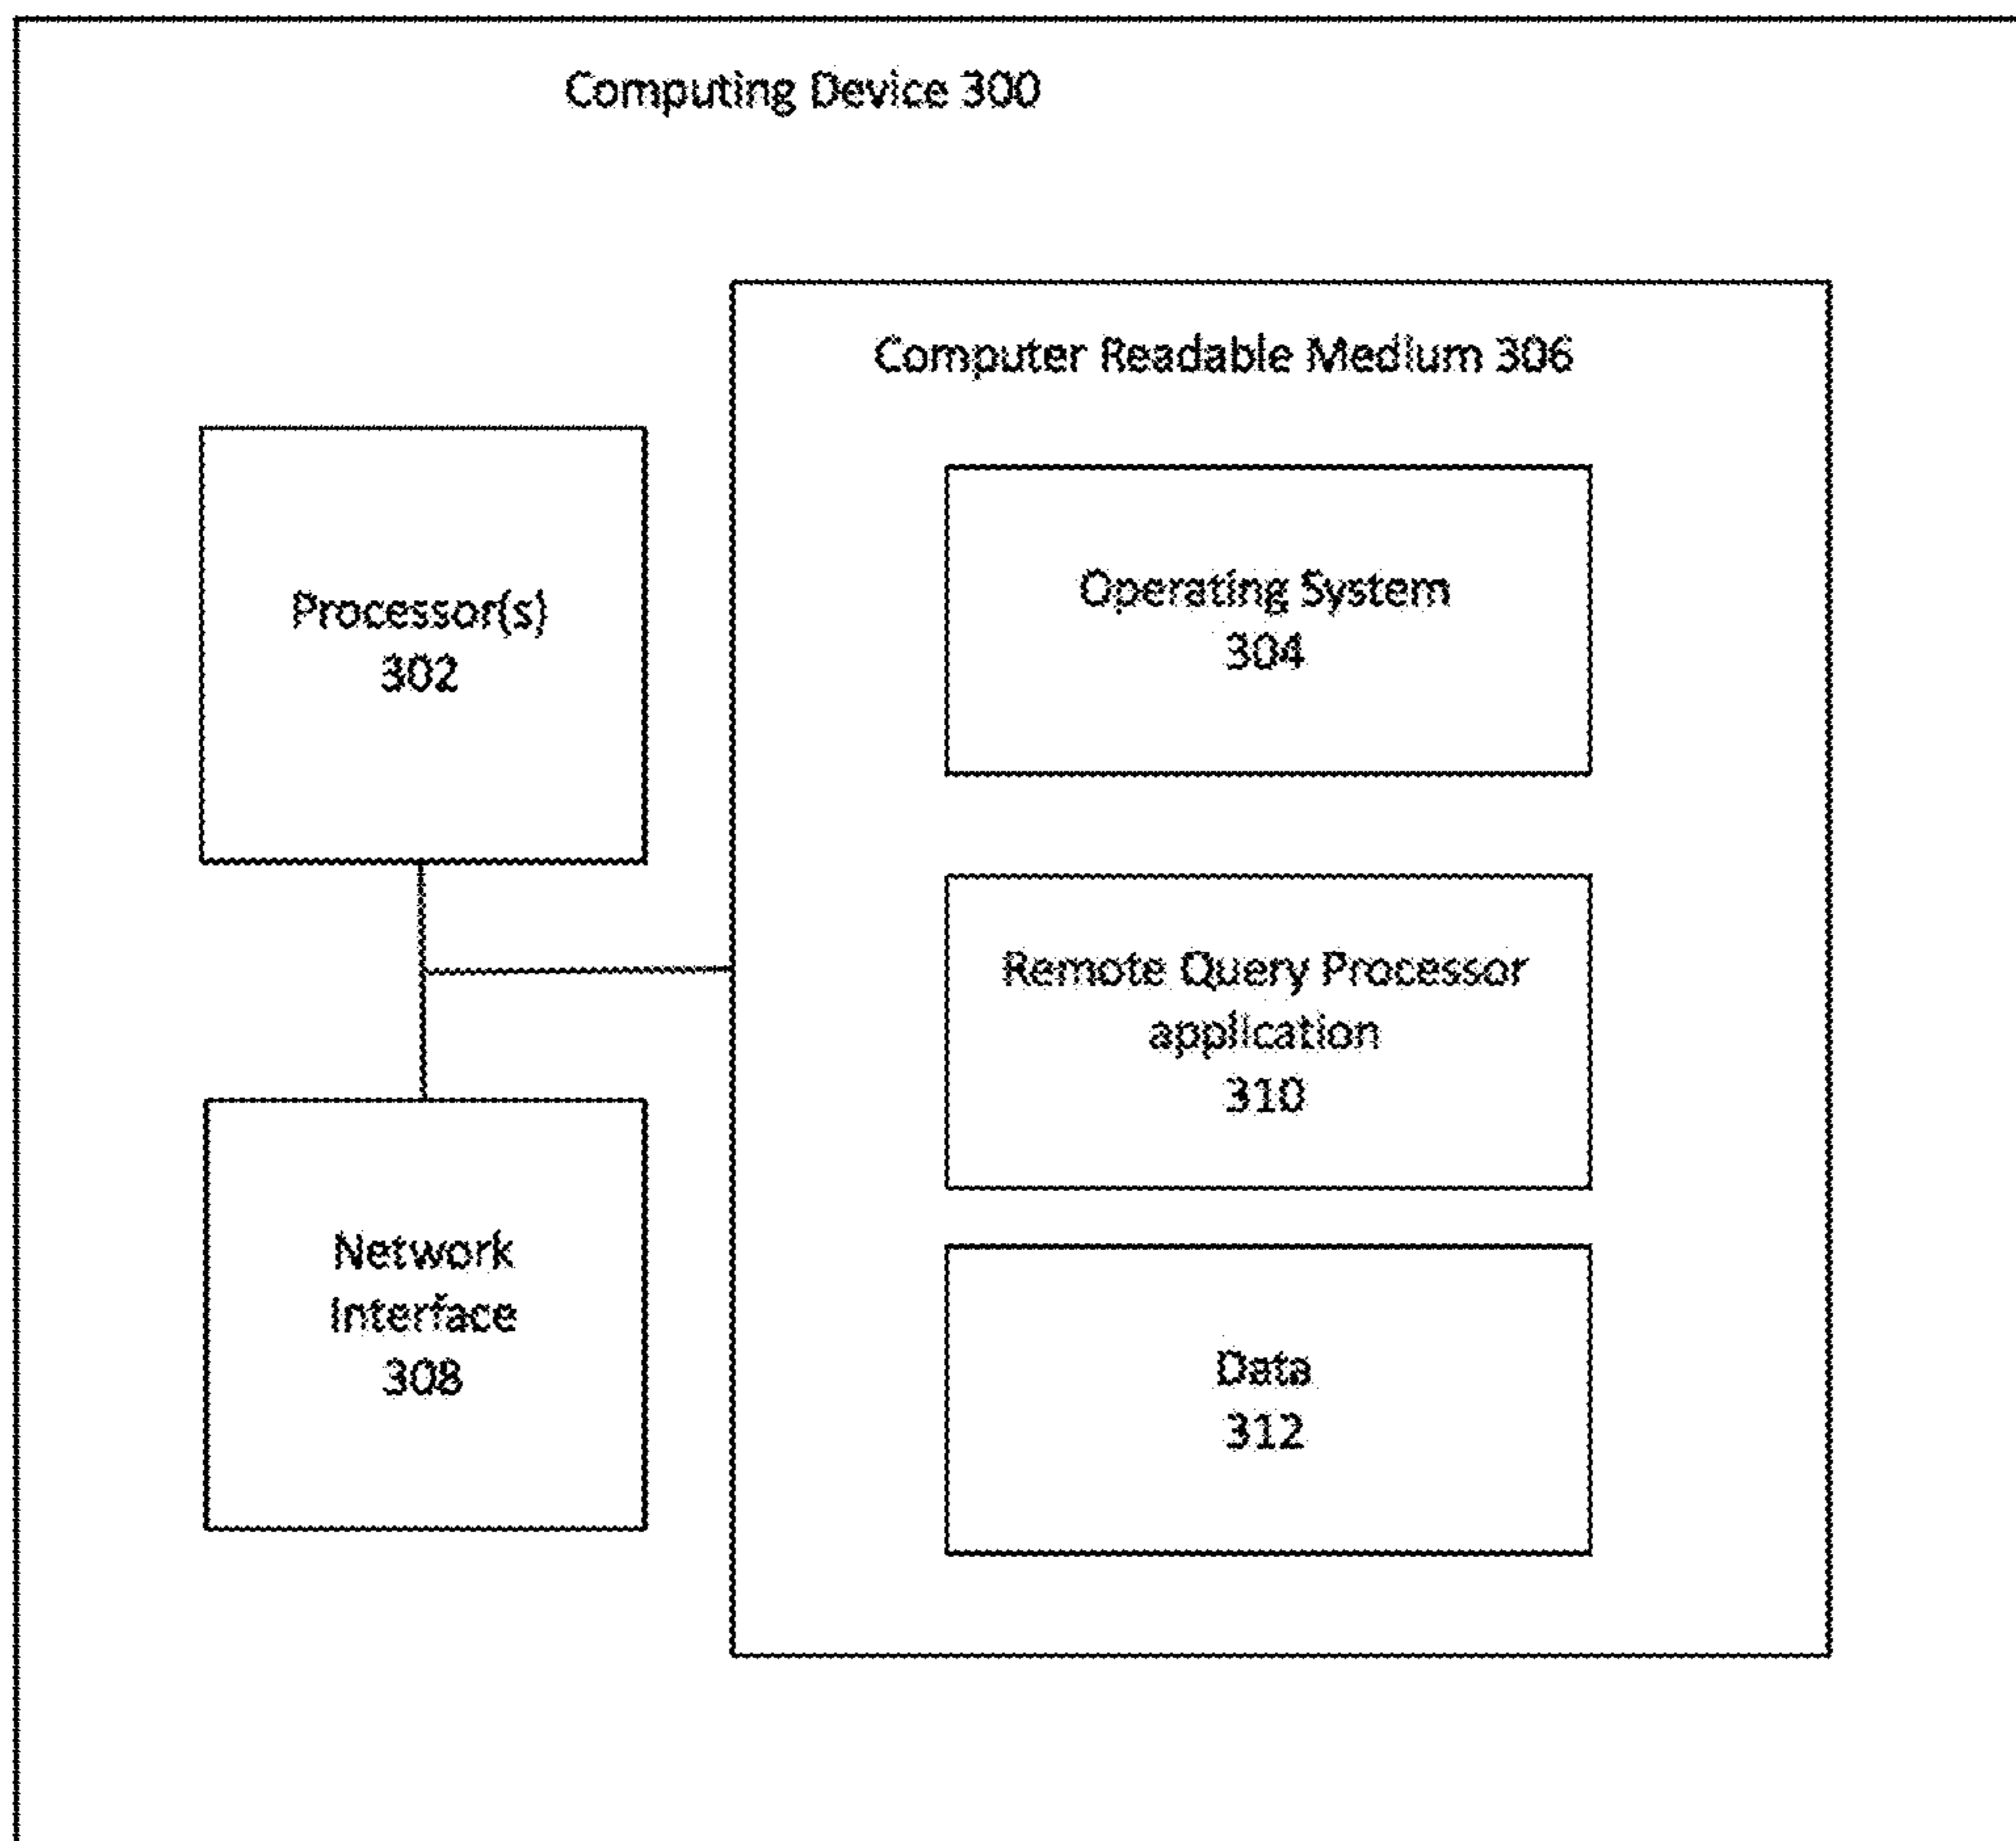 Computing Device 300
Computer Readable Medium 306
Processor(s)
302
Operating System
304
Remote Query Processor
application
310
Network
Interface
308
Data
312